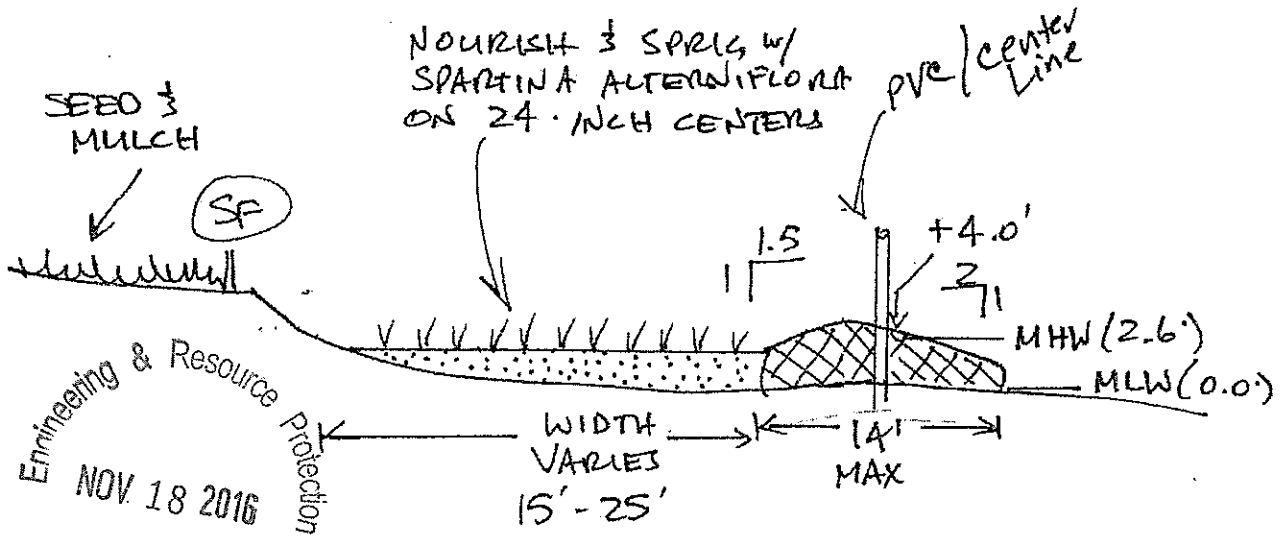 NOURISH & SPRIG w/
SPARTINA ALTERNIFLORA
ON 24-INCH CENTERS
PVC/center
Line
SEED &
MULCH
SF
1.5
1
+4.0'
2
1
MHW (2.6')
MLW (0.0')
WIDTH
VARIES
15'-25'
14'
MAX
Engineering & Resource Protection
NOV. 18 2016